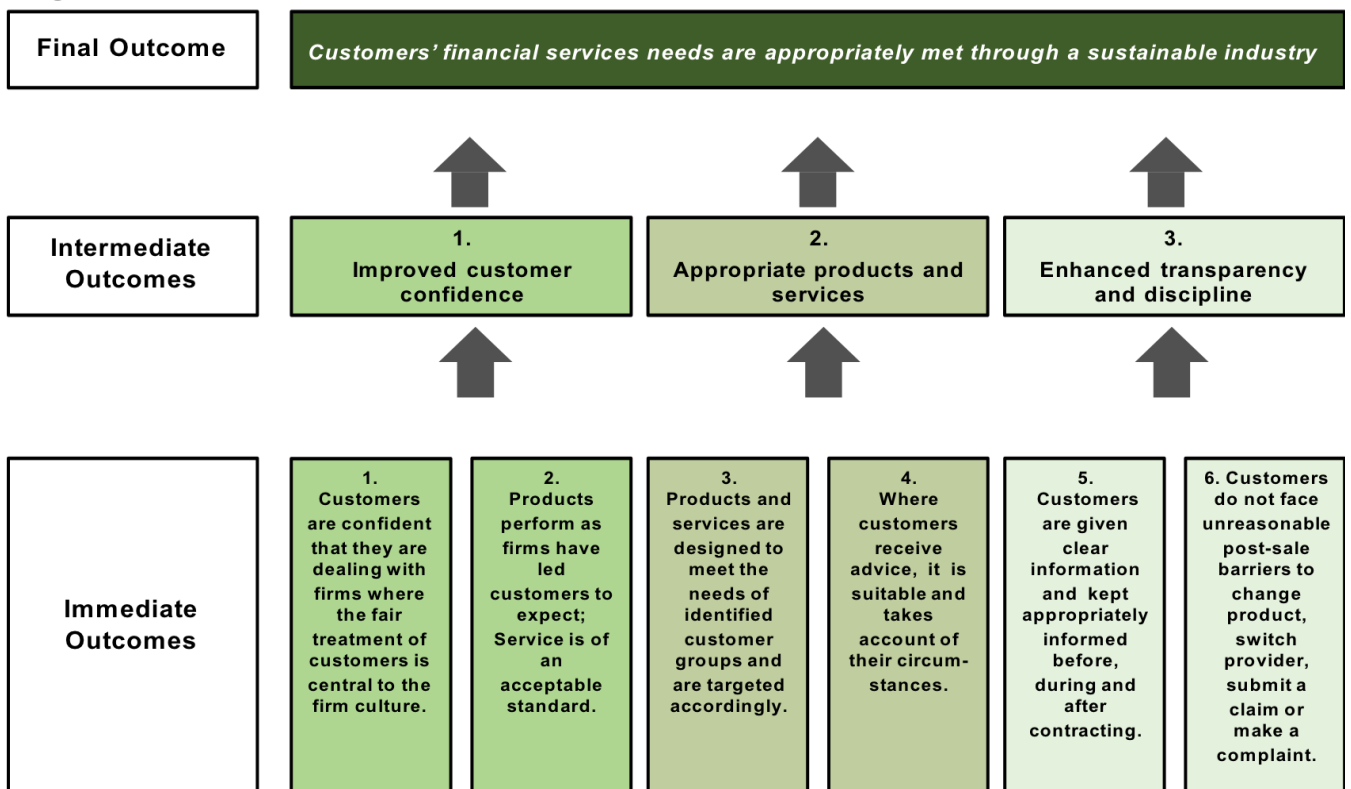 Final Outcome
Customers’ financial services needs are appropriately met through a sustainable industry
Intermediate
Outcomes
1.
Improved customer
confidence
2.
Appropriate products and
services
3.
Enhanced transparency
and discipline
Immediate
Outcomes
1.
Customers
are confident
that they are
dealing with
firms where
the fair
treatment of
customers is
central to the
firm culture.
2.
Products
perform as
firms have
led
customers to
expect;
Service is of
an
acceptable
standard.
3.
Products and
services are
designed to
meet the
needs of
identified
customer
groups and
are targeted
accordingly.
4.
Where
customers
receive
advice, it is
suitable and
takes
account of
their circum-
stances.
5.
Customers
are given
clear
information
and kept
appropriately
informed
before,
during and
after
contracting.
6. Customers
do not face
unreasonable
post-sale
barriers to
change
product,
switch
provider,
submit a
claim or
make a
complaint.